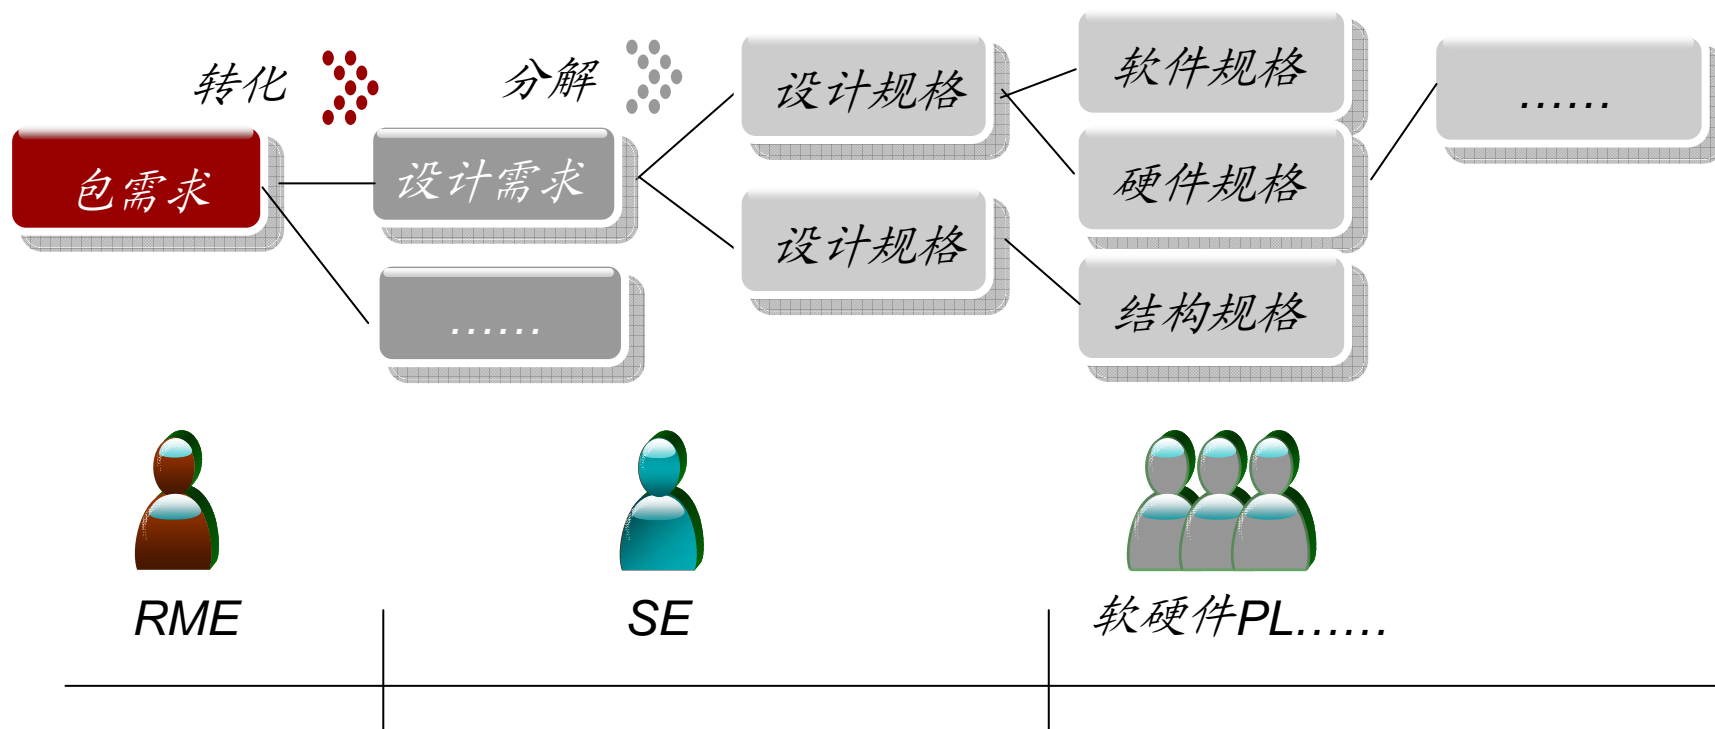 转化
分解
包需求
设计需求
……
设计规格
设计规格
软件规格
硬件规格
结构规格
……
RME
SE
软硬件PL……